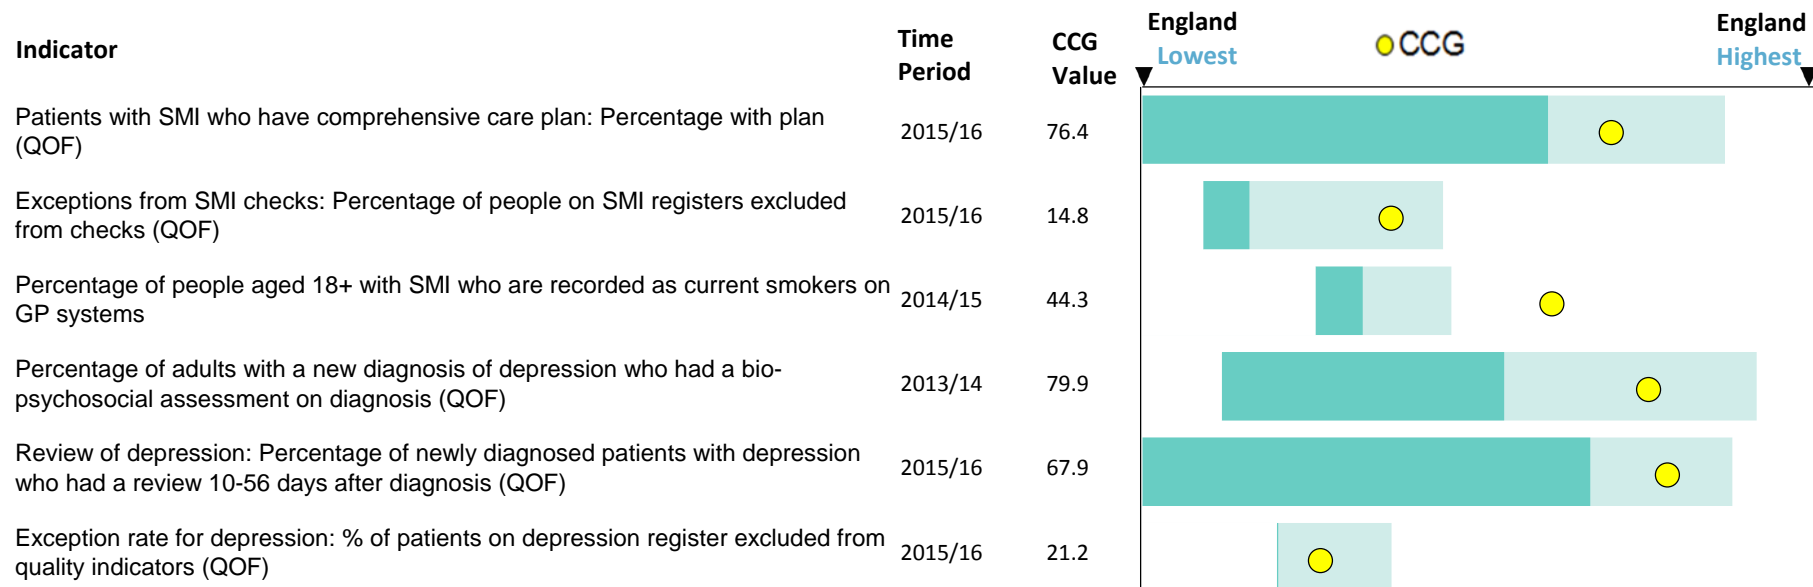 Indicator
Time
Period
CCG
Value
England
Lowest
CCG
England
Highest
Patients with SMI who have comprehensive care plan: Percentage with plan
(QOF)
2015/16
76.4
Exceptions from SMI checks: Percentage of people on SMI registers excluded
from checks (QOF)
2015/16
14.8
Percentage of people aged 18+ with SMI who are recorded as current smokers on
GP systems
2014/15
44.3
Percentage of adults with a new diagnosis of depression who had a bio-
psychosocial assessment on diagnosis (QOF)
2013/14
79.9
Review of depression: Percentage of newly diagnosed patients with depression
who had a review 10-56 days after diagnosis (QOF)
2015/16
67.9
Exception rate for depression: % of patients on depression register excluded from
quality indicators (QOF)
2015/16
21.2